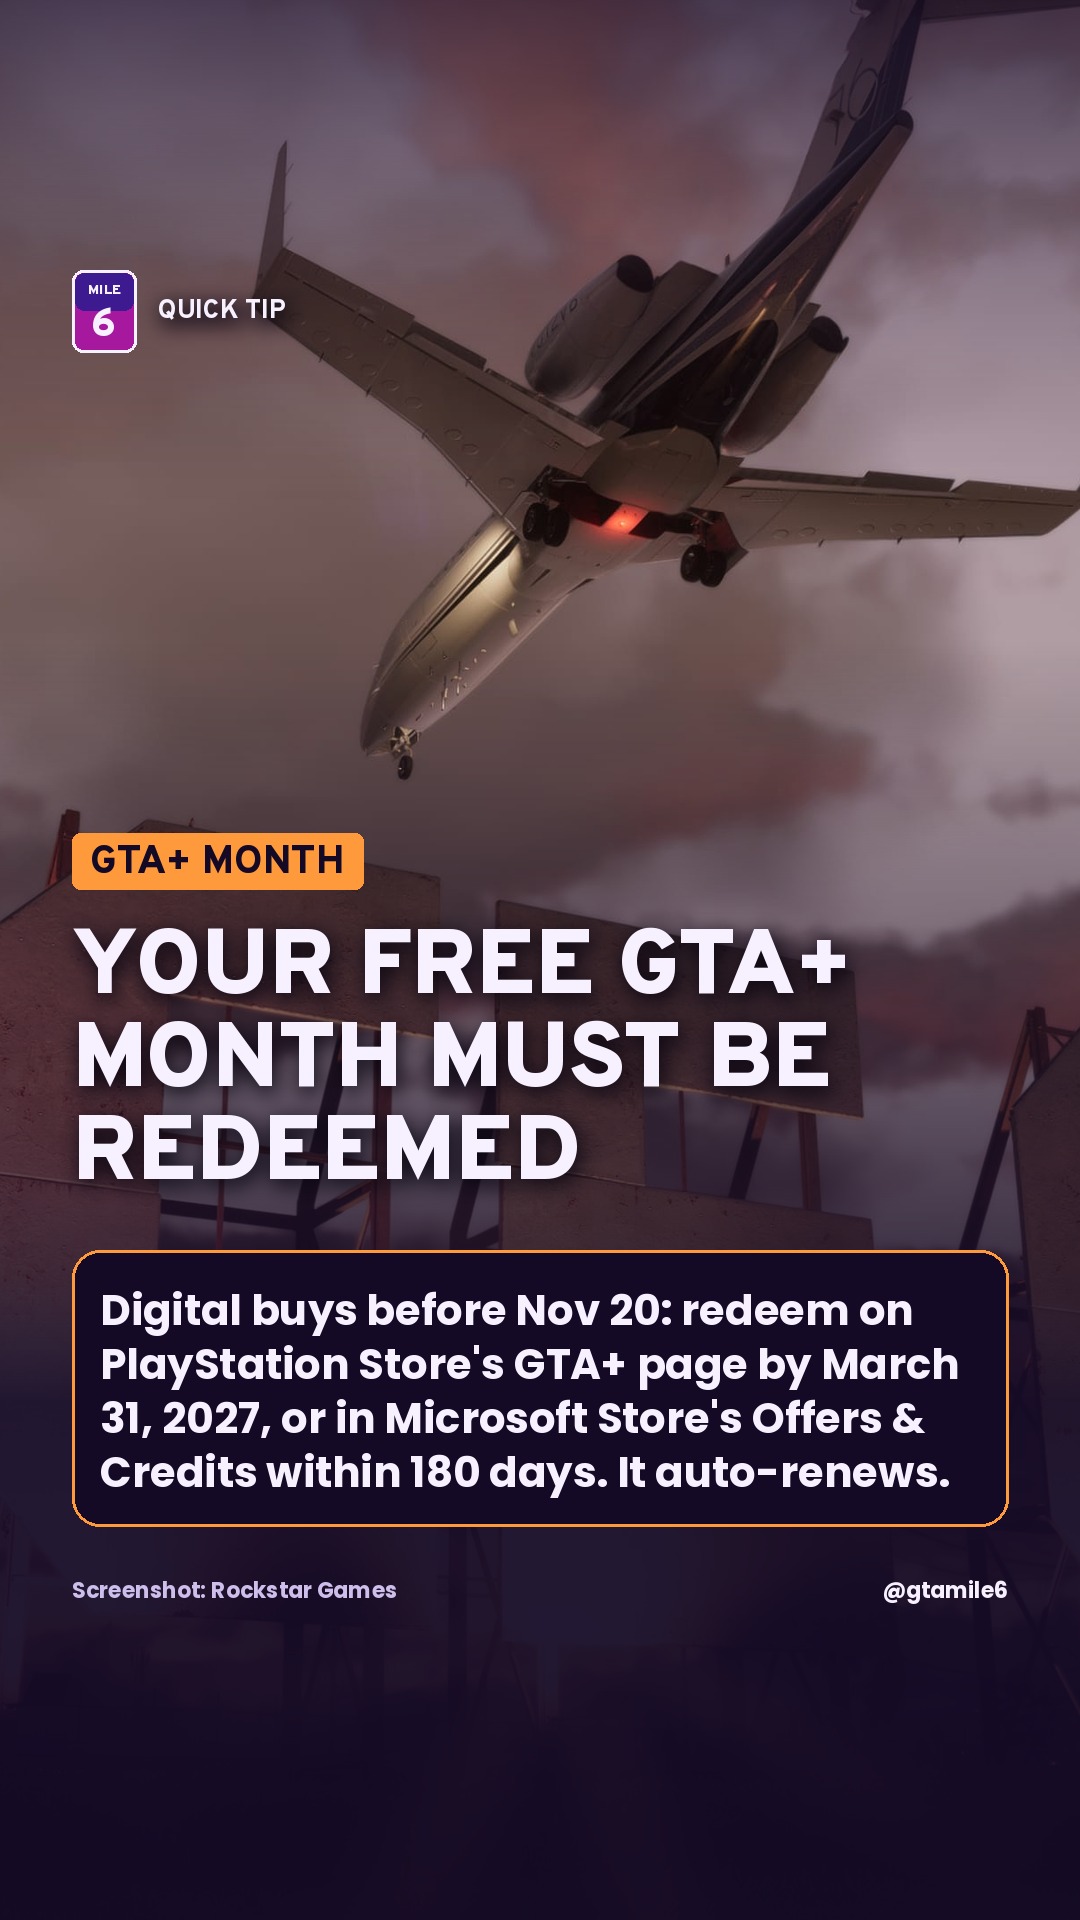 MILE
6
QUICK TIP
GTA+ MONTH
YOUR FREE GTA+
MONTH MUST BE
REDEEMED
Digital buys before Nov 20: redeem on
PlayStation Store's GTA+ page by March
31, 2027, or in Microsoft Store's Offers &
Credits within 180 days. It auto-renews.
Screenshot: Rockstar Games
@gtamile6